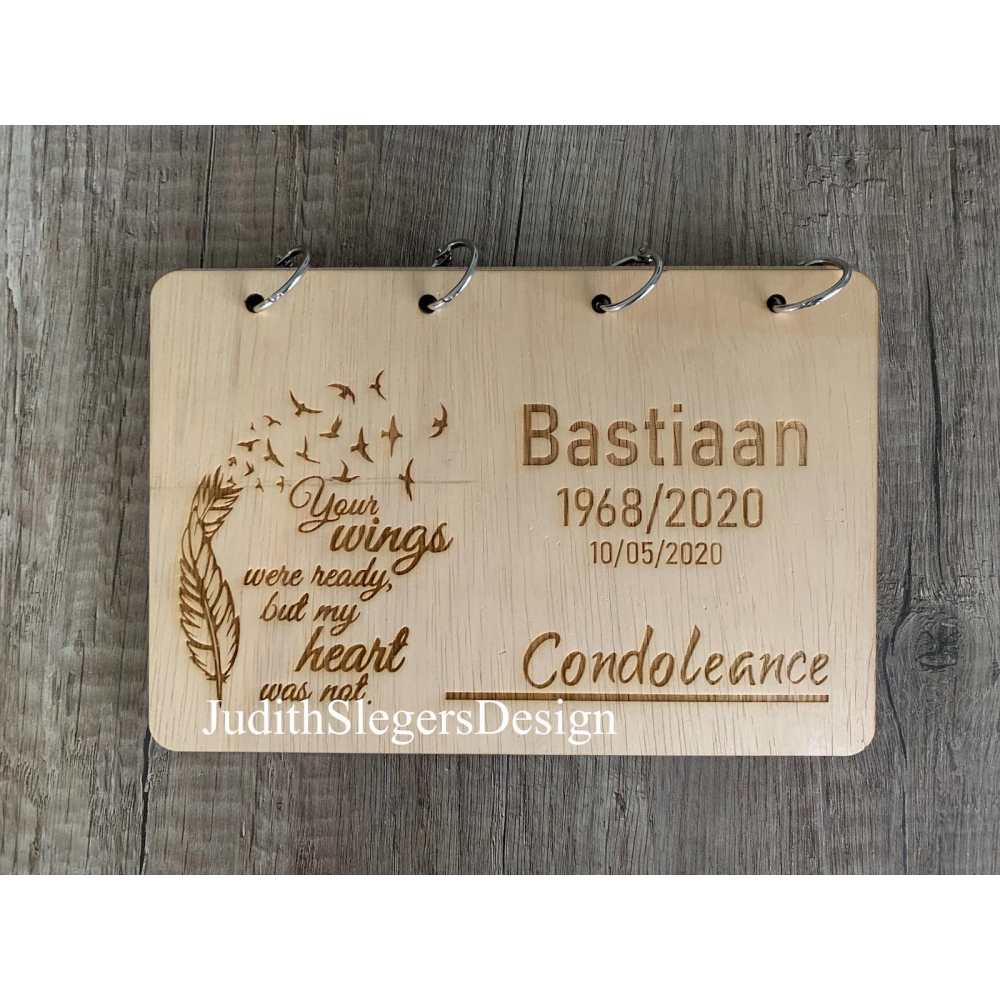 Your
wings
were ready,
but my
heart
was not.
Bastiaan
1968/2020
10/05/2020
Condoleance
JudithSlegersDesign